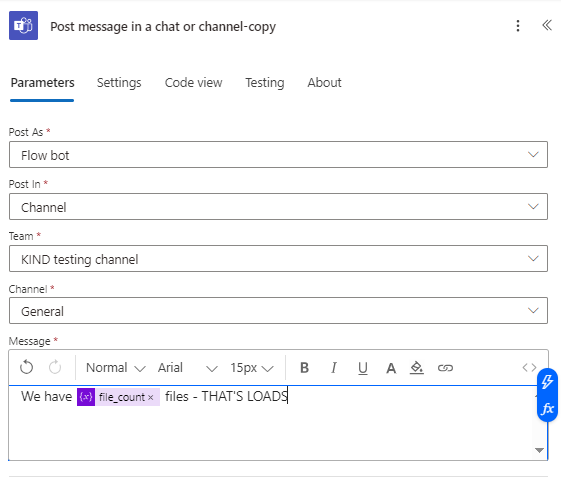 Post message in a chat or channel-copy
Parameters Settings Code view Testing About
Post As *
Flow bot
Post In *
Channel
Team *
KIND testing channel
Channel *
General
Message *
Normal Arial 15px B I U A </>
We have {x} file_count × files - THAT'S LOADS
fx